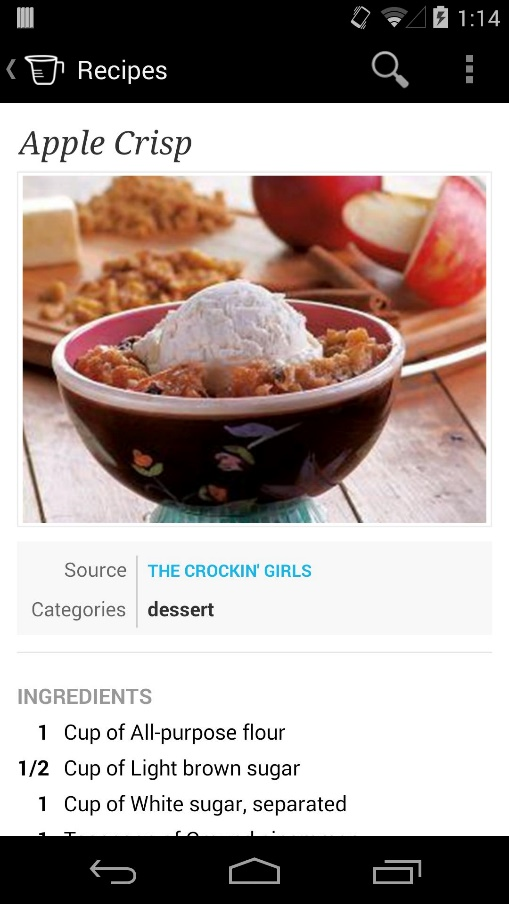 1:14
Recipes
Apple Crisp
Source THE CROCKIN' GIRLS
Categories dessert
INGREDIENTS
1 Cup of All-purpose flour
1/2 Cup of Light brown sugar
1 Cup of White sugar, separated